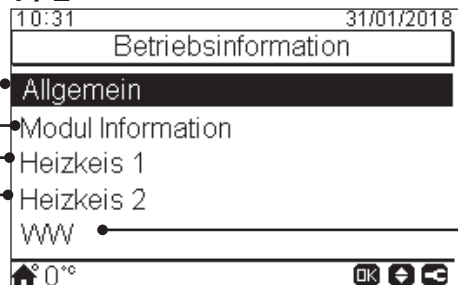 10:31 31/01/2018
Betriebsinformation
Allgemein
Modul Information
Heizkeis 1
Heizkeis 2
WW
0°c OK